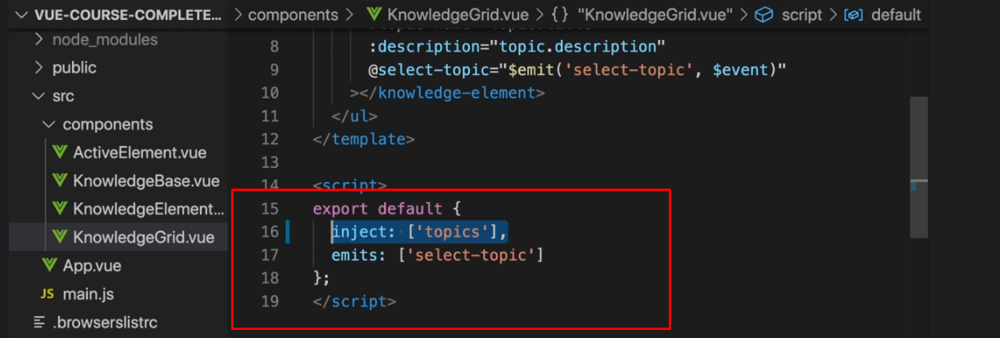 VUE-COURSE-COMPLETE...
components > KnowledgeGrid.vue > {} "KnowledgeGrid.vue" > script > default
node_modules
public
src
components
ActiveElement.vue
KnowledgeBase.vue
KnowledgeElement...
KnowledgeGrid.vue
App.vue
JS main.js
.browserslistrc
8 :description="topic.description"
9 @select-topic="$emit('select-topic', $event)"
10 ></knowledge-element>
11 </ul>
12 </template>
13
14 <script>
15 export default {
16 inject: ['topics'],
17 emits: ['select-topic']
18 };
19 </script>